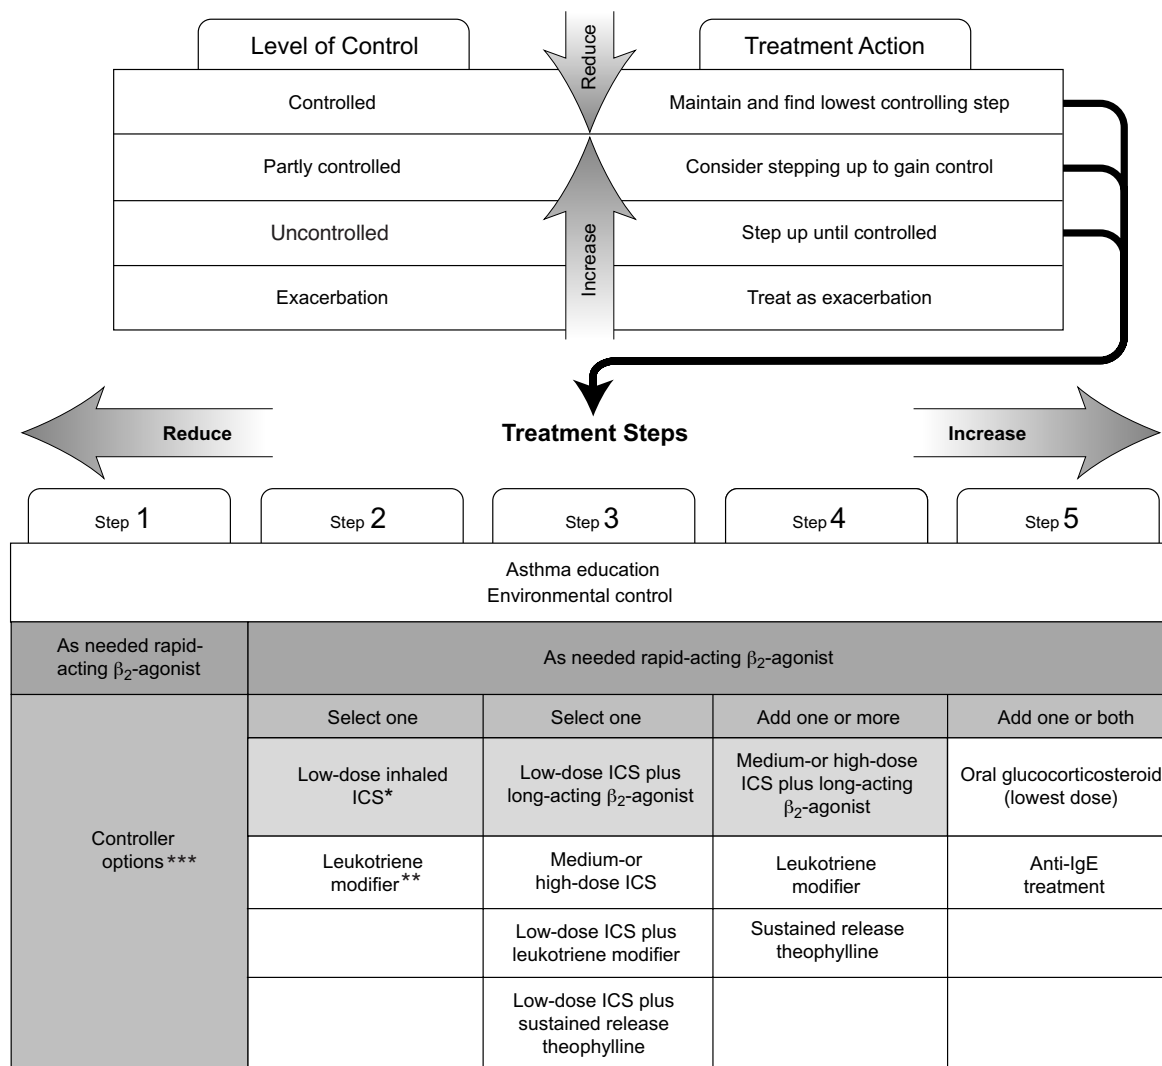 Level of Control
Reduce
Treatment Action
Controlled
Maintain and find lowest controlling step
Partly controlled
Consider stepping up to gain control
Increase
Uncontrolled
Step up until controlled
Exacerbation
Treat as exacerbation
Reduce
Treatment Steps
Increase
Step 1
Step 2
Step 3
Step 4
Step 5
Asthma education
Environmental control
As needed rapid-
acting β₂-agonist
As needed rapid-acting β₂-agonist
Controller
options***
Select one
Select one
Add one or more
Add one or both
Low-dose inhaled
ICS*
Low-dose ICS plus
long-acting β₂-agonist
Medium-or high-dose
ICS plus long-acting
β₂-agonist
Oral glucocorticosteroid
(lowest dose)
Leukotriene
modifier**
Medium-or
high-dose ICS
Leukotriene
modifier
Anti-IgE
treatment
Low-dose ICS plus
leukotriene modifier
Sustained release
theophylline
Low-dose ICS plus
sustained release
theophylline